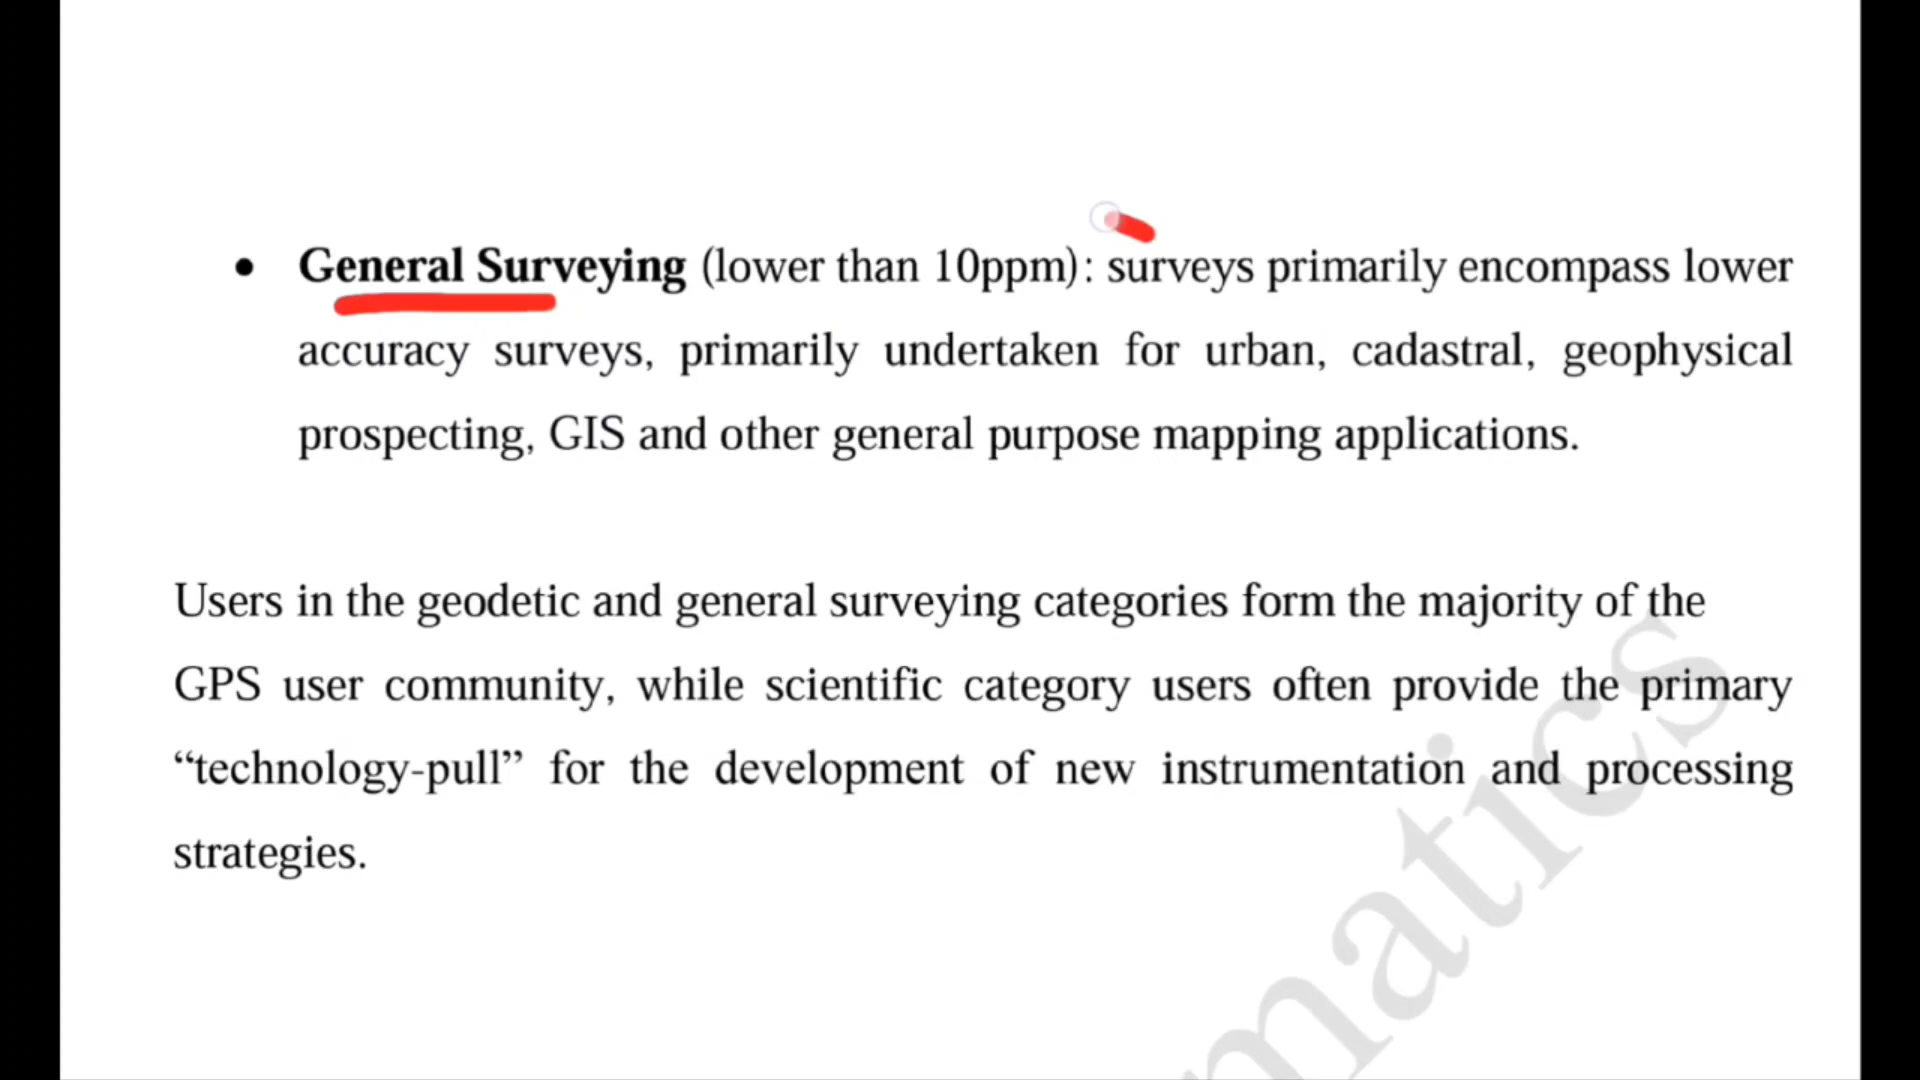 • General Surveying (lower than 10ppm): surveys primarily encompass lower
accuracy surveys, primarily undertaken for urban, cadastral, geophysical
prospecting, GIS and other general purpose mapping applications.
Users in the geodetic and general surveying categories form the majority of the
GPS user community, while scientific category users often provide the primary
“technology-pull” for the development of new instrumentation and processing
strategies.